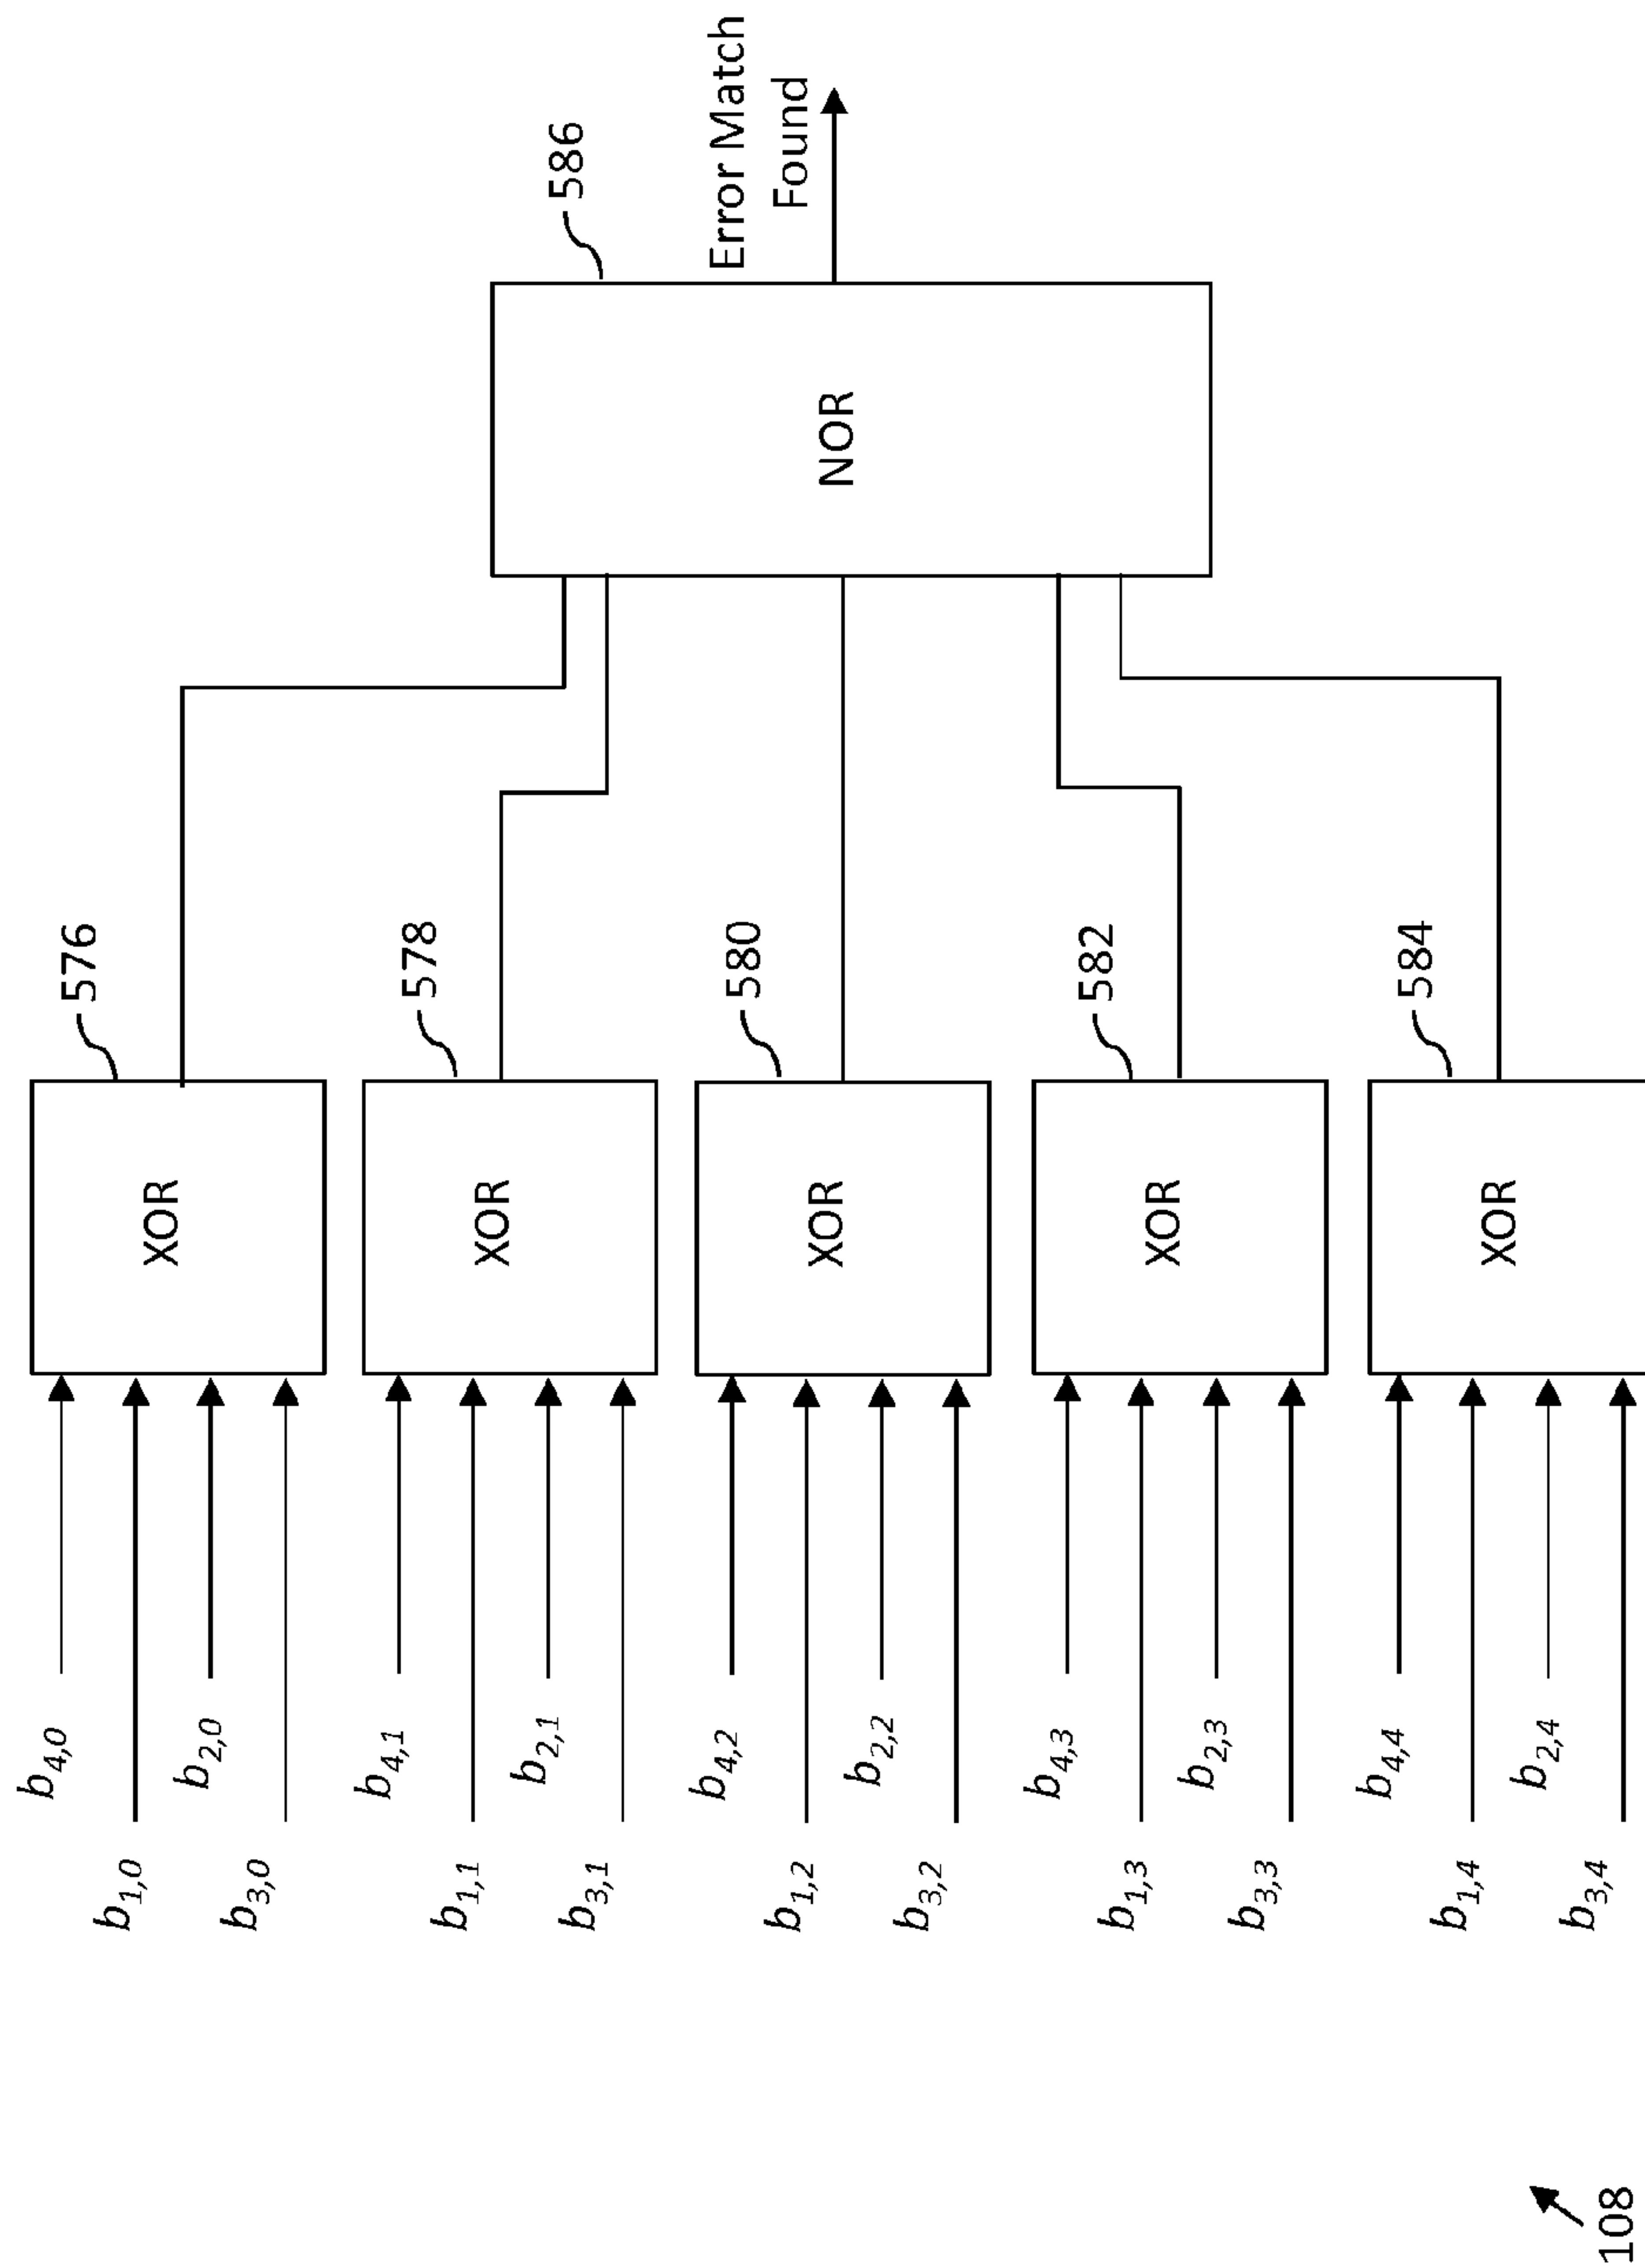 b4,0
b1,0
b2,0
b3,0
XOR
576
b4,1
b1,1
b2,1
b3,1
XOR
578
b4,2
b1,2
b2,2
b3,2
XOR
580
b4,3
b1,3
b2,3
b3,3
XOR
582
b4,4
b1,4
b2,4
b3,4
XOR
584
NOR
586
Error Match
Found
108